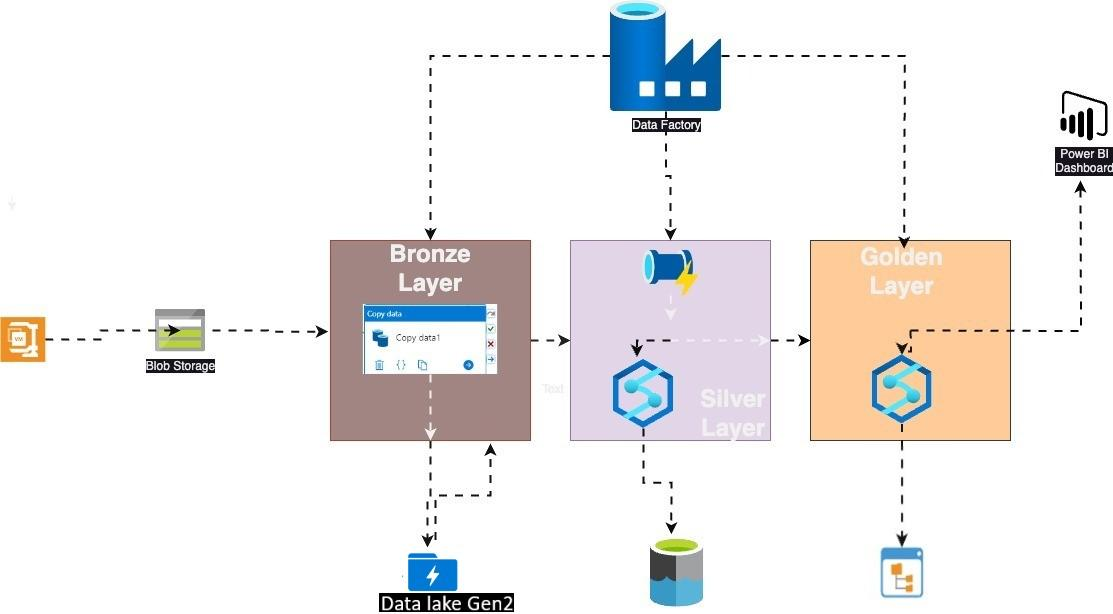 Data Factory
Power BI
Dashboard
Bronze
Layer
Golden
Layer
Copy data
Copy data1
VM
Blob Storage
Text
Silver
Layer
Data lake Gen2